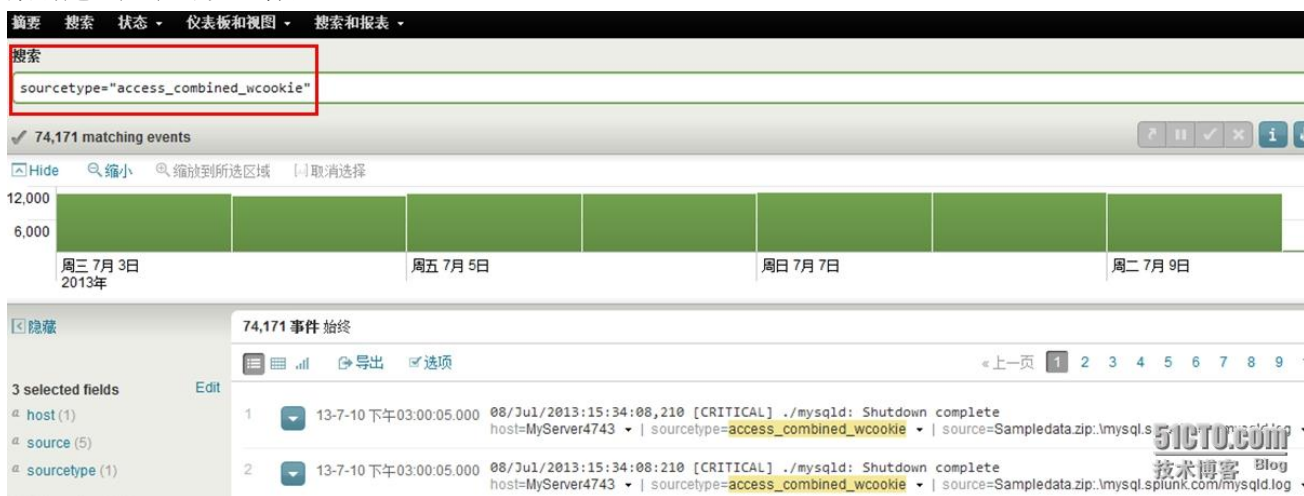 摘要 搜索 状态 仪表板和视图 搜索和报表
搜索
sourcetype="access_combined_wcookie"
74,171 matching events
Hide 缩小 缩放到所选区域 取消选择
12,000
6,000
周三 7月 3日
2013年
周五 7月 5日
周日 7月 7日
周二 7月 9日
隐藏
74,171 事件 始终
导出 选项 «上一页 1 2 3 4 5 6 7 8 9
3 selected fields Edit
a host (1)
a source (5)
a sourcetype (1)
1 13-7-10 下午03:00:05.000 08/Jul/2013:15:34:08,210 [CRITICAL] ./mysqld: Shutdown complete
host=MyServer4743 | sourcetype=access_combined_wcookie | source=Sampledata.zip:.\mysql.s
2 13-7-10 下午03:00:05.000 08/Jul/2013:15:34:08:210 [CRITICAL] ./mysqld: Shutdown complete
host=MyServer4743 | sourcetype=access_combined_wcookie | source=Sampledata.zip:.\mysql.splunk.com/mysqld.log
51CTO.com
技术博客 Blog